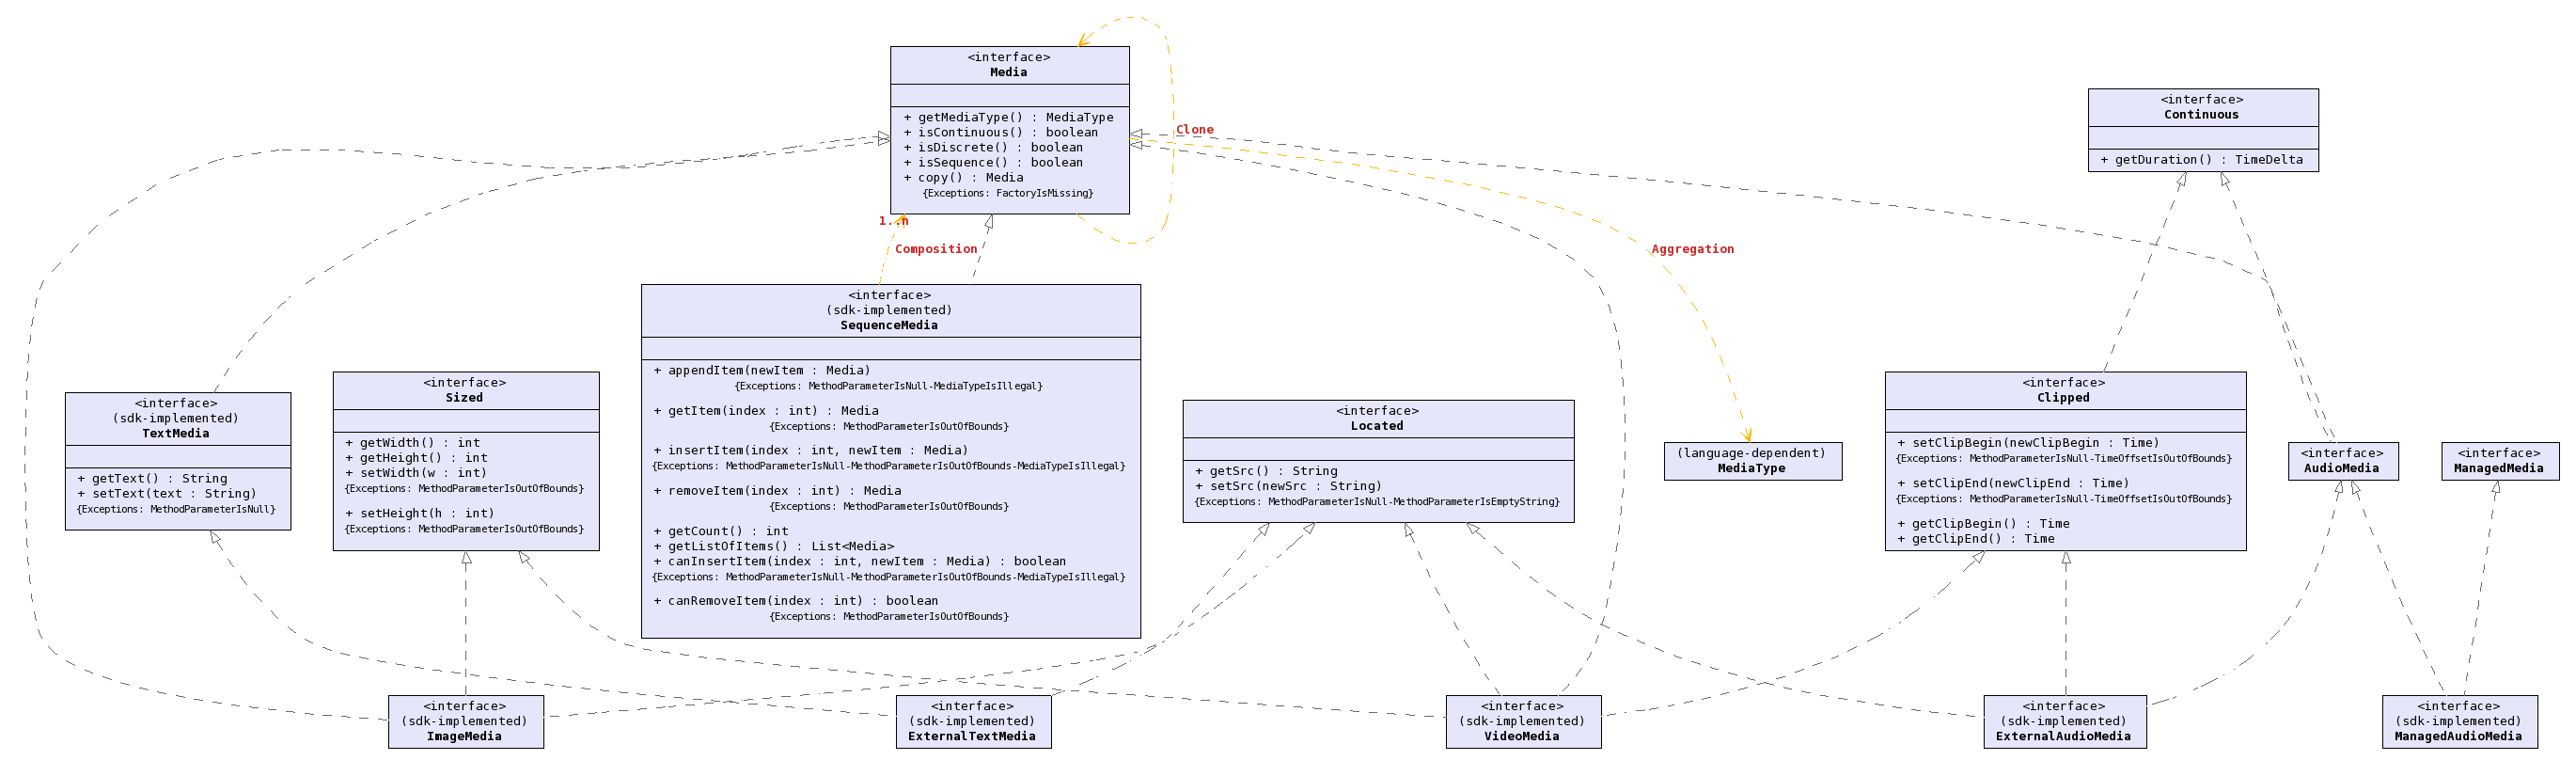 <interface>
Media
+ getMediaType() : MediaType
+ isContinuous() : boolean
+ isDiscrete() : boolean
+ isSequence() : boolean
+ copy() : Media
{Exceptions: FactoryIsMissing}
Clone
<interface>
Continuous
+ getDuration() : TimeDelta
1..n
Composition
Aggregation
<interface>
(sdk-implemented)
TextMedia
+ getText() : String
+ setText(text : String)
{Exceptions: MethodParameterIsNull}
<interface>
Sized
+ getWidth() : int
+ getHeight() : int
+ setWidth(w : int)
{Exceptions: MethodParameterIsOutOfBounds}
+ setHeight(h : int)
{Exceptions: MethodParameterIsOutOfBounds}
<interface>
(sdk-implemented)
SequenceMedia
+ appendItem(newItem : Media)
{Exceptions: MethodParameterIsNull-MediaTypeIsIllegal}
+ getItem(index : int) : Media
{Exceptions: MethodParameterIsOutOfBounds}
+ insertItem(index : int, newItem : Media)
{Exceptions: MethodParameterIsNull-MethodParameterIsOutOfBounds-MediaTypeIsIllegal}
+ removeItem(index : int) : Media
{Exceptions: MethodParameterIsOutOfBounds}
+ getCount() : int
+ getListOfItems() : List<Media>
+ canInsertItem(index : int, newItem : Media) : boolean
{Exceptions: MethodParameterIsNull-MethodParameterIsOutOfBounds-MediaTypeIsIllegal}
+ canRemoveItem(index : int) : boolean
{Exceptions: MethodParameterIsOutOfBounds}
<interface>
Located
+ getSrc() : String
+ setSrc(newSrc : String)
{Exceptions: MethodParameterIsNull-MethodParameterIsEmptyString}
(language-dependent)
MediaType
<interface>
Clipped
+ setClipBegin(newClipBegin : Time)
{Exceptions: MethodParameterIsNull-TimeOffsetIsOutOfBounds}
+ setClipEnd(newClipEnd : Time)
{Exceptions: MethodParameterIsNull-TimeOffsetIsOutOfBounds}
+ getClipBegin() : Time
+ getClipEnd() : Time
<interface>
AudioMedia
<interface>
ManagedMedia
<interface>
(sdk-implemented)
ImageMedia
<interface>
(sdk-implemented)
ExternalTextMedia
<interface>
(sdk-implemented)
VideoMedia
<interface>
(sdk-implemented)
ExternalAudioMedia
<interface>
(sdk-implemented)
ManagedAudioMedia